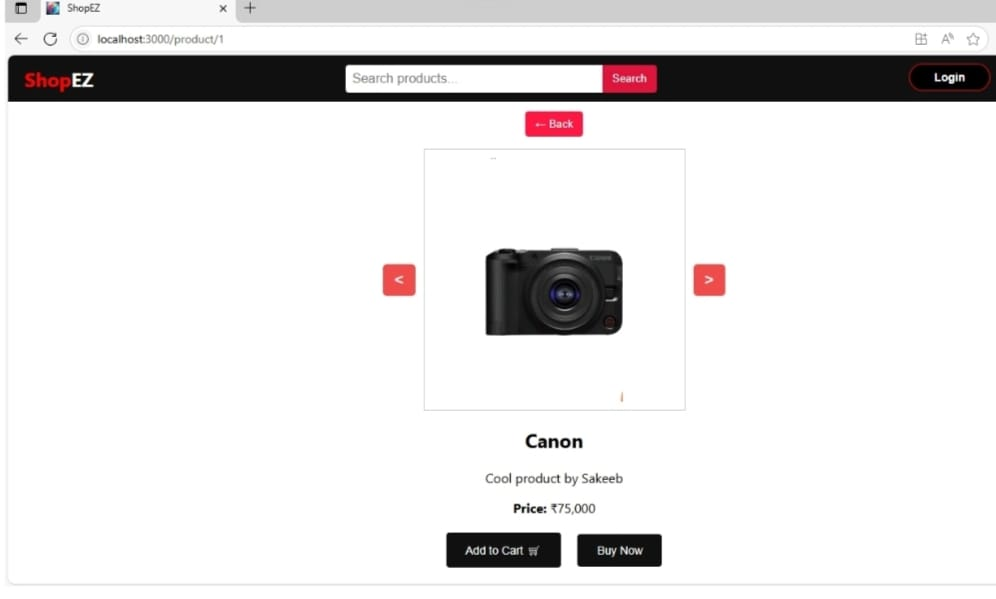 ShopEZ
localhost:3000/product/1
ShopEZ
Search products...
Search
Login
← Back
Canon
<
>
Canon
Cool product by Sakeeb
Price: ₹75,000
Add to Cart 🛒
Buy Now